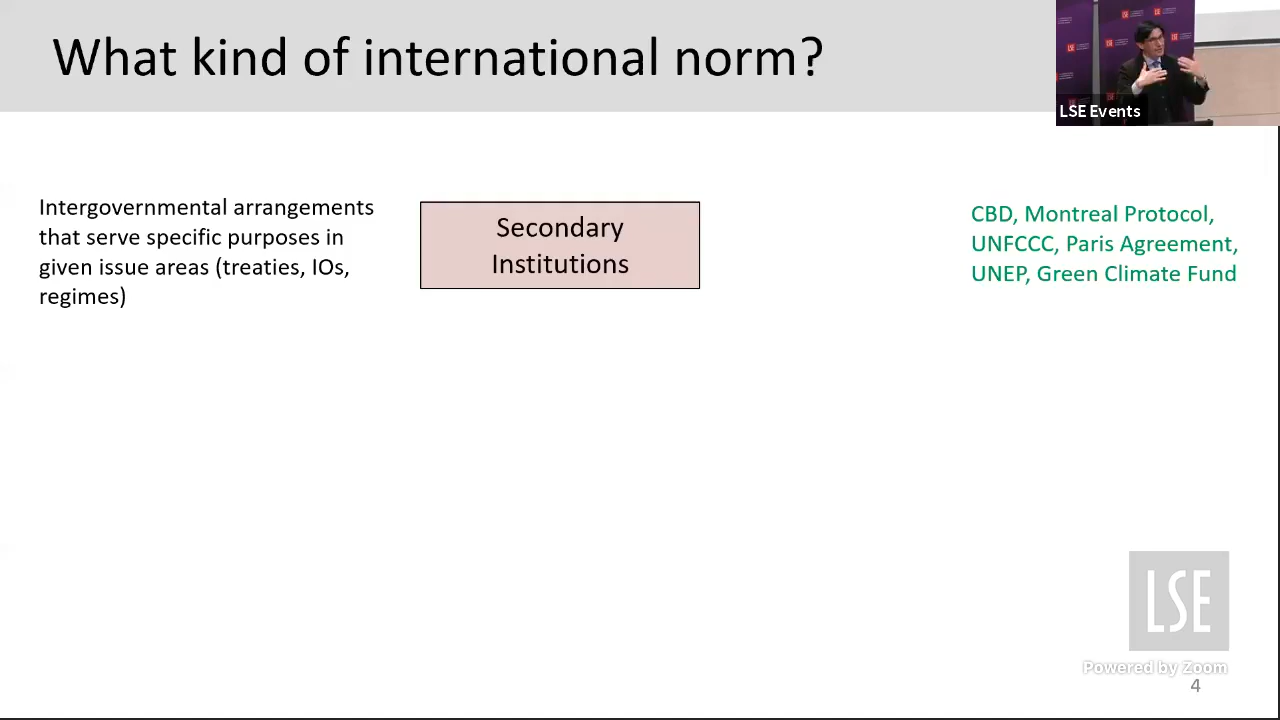 What kind of international norm?
LSE Events
Intergovernmental arrangements
that serve specific purposes in
given issue areas (treaties, IOs,
regimes)
Secondary
Institutions
CBD, Montreal Protocol,
UNFCCC, Paris Agreement,
UNEP, Green Climate Fund
LSE
Powered by Zoom
4